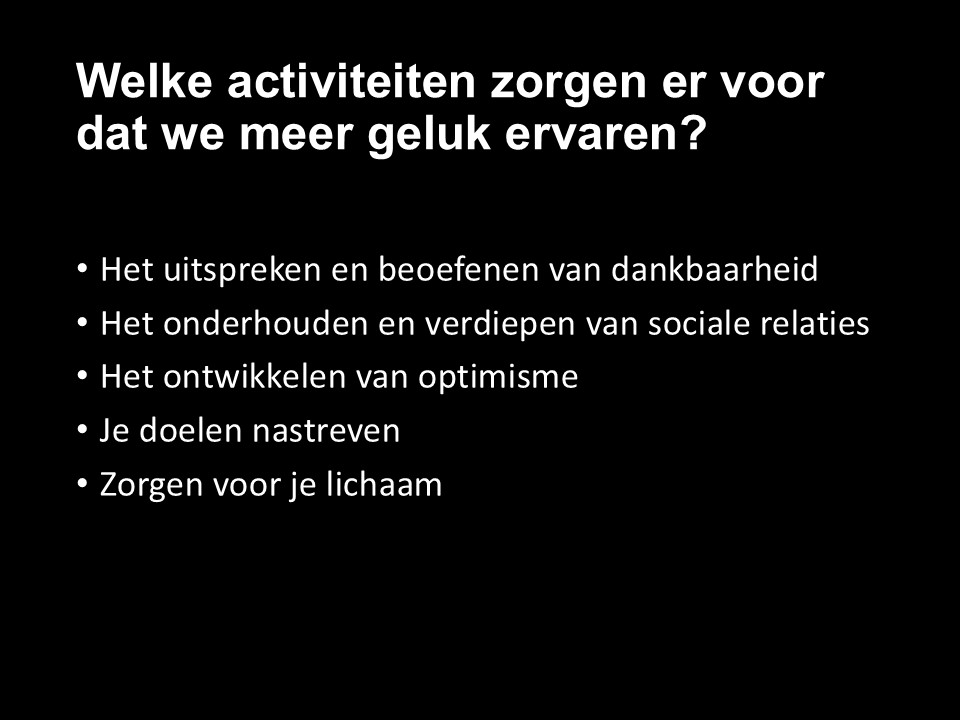 Welke activiteiten zorgen er voor
dat we meer geluk ervaren?
• Het uitspreken en beoefenen van dankbaarheid
• Het onderhouden en verdiepen van sociale relaties
• Het ontwikkelen van optimisme
• Je doelen nastreven
• Zorgen voor je lichaam